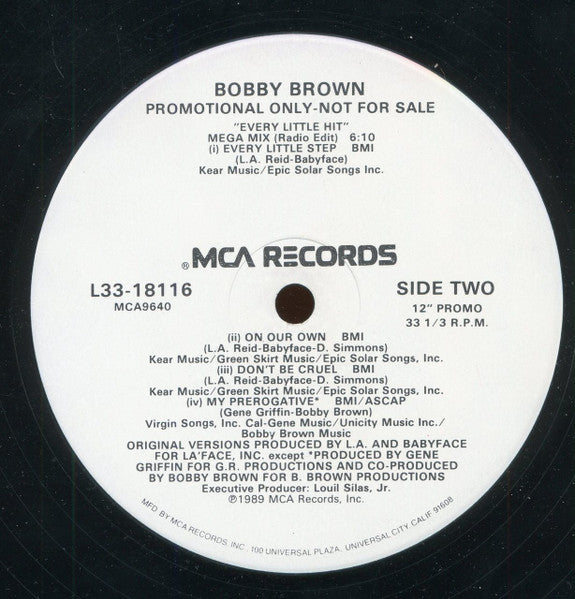 BOBBY BROWN
PROMOTIONAL ONLY-NOT FOR SALE
"EVERY LITTLE HIT"
MEGA MIX (Radio Edit) 6:10
(i) EVERY LITTLE STEP BMI
(L.A. Reid-Babyface)
Kear Music/Epic Solar Songs Inc.
® MCA RECORDS
L33-18116
MCA9640
SIDE TWO
12" PROMO
33 1/3 R.P.M.
(ii) ON OUR OWN BMI
(L.A. Reid-Babyface-D. Simmons)
Kear Music/Green Skirt Music/Epic Solar Songs, Inc.
(iii) DON'T BE CRUEL BMI
(L.A. Reid-Babyface-D. Simmons)
Kear Music/Green Skirt Music/Epic Solar Songs, Inc.
(iv) MY PREROGATIVE* BMI/ASCAP
(Gene Griffin-Bobby Brown)
Virgin Songs, Inc. Cal-Gene Music/Unicity Music Inc./
Bobby Brown Music
ORIGINAL VERSIONS PRODUCED BY L.A. AND BABYFACE
FOR LA'FACE, INC. except *PRODUCED BY GENE
GRIFFIN FOR G.R. PRODUCTIONS AND CO-PRODUCED
BY BOBBY BROWN FOR B. BROWN PRODUCTIONS
Executive Producer: Louil Silas, Jr.
℗1989 MCA Records, Inc.
MFD BY MCA RECORDS, INC. 100 UNIVERSAL PLAZA, UNIVERSAL CITY, CALIF 91608